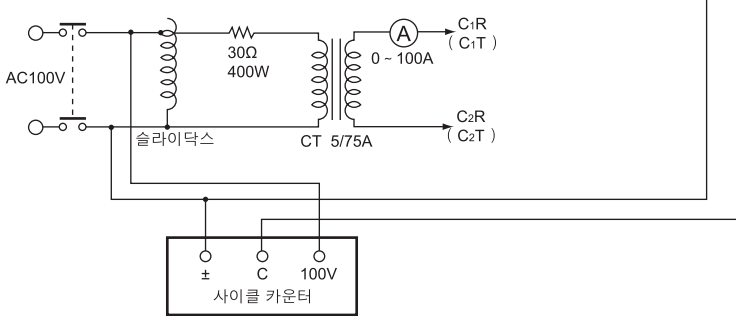 AC100V
30Ω
400W
슬라이닥스
CT 5/75A
A
0 ~ 100A
C₁R
( C₁T )
C₂R
( C₂T )
± C 100V
사이클 카운터